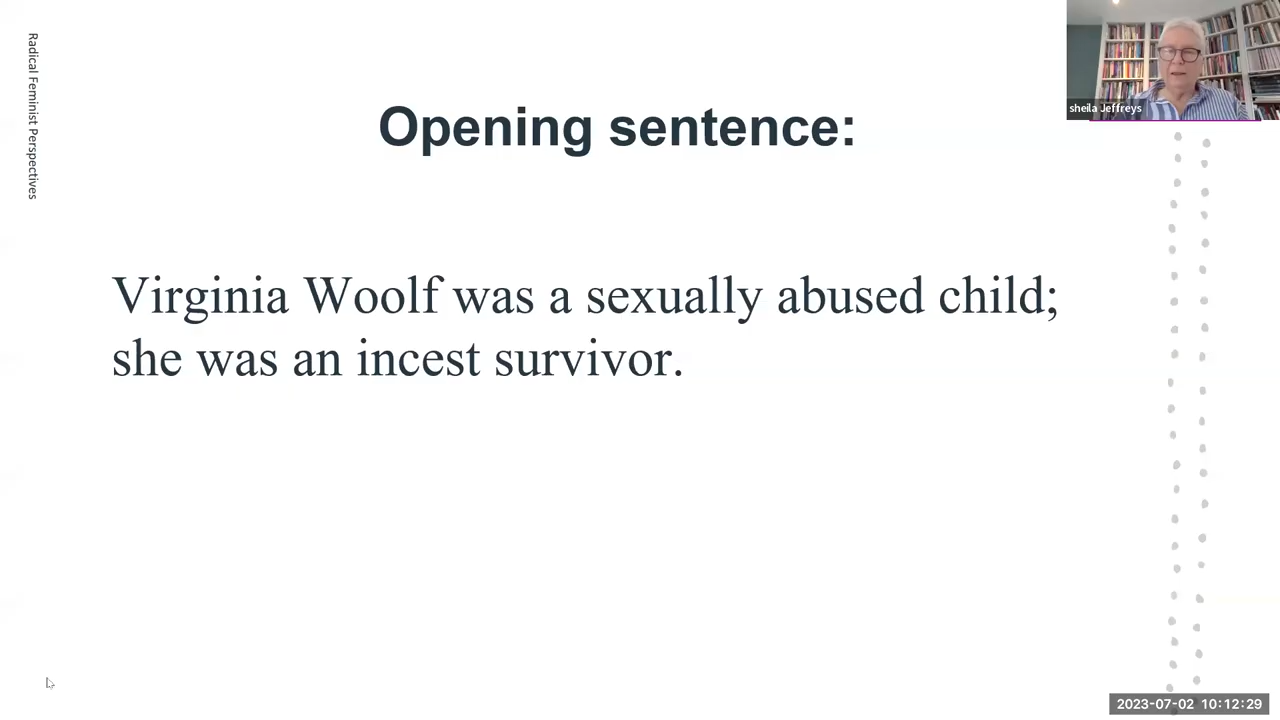 Radical Feminist Perspectives
sheila Jeffreys
Opening sentence:
Virginia Woolf was a sexually abused child;
she was an incest survivor.
2023-07-02 10:12:29